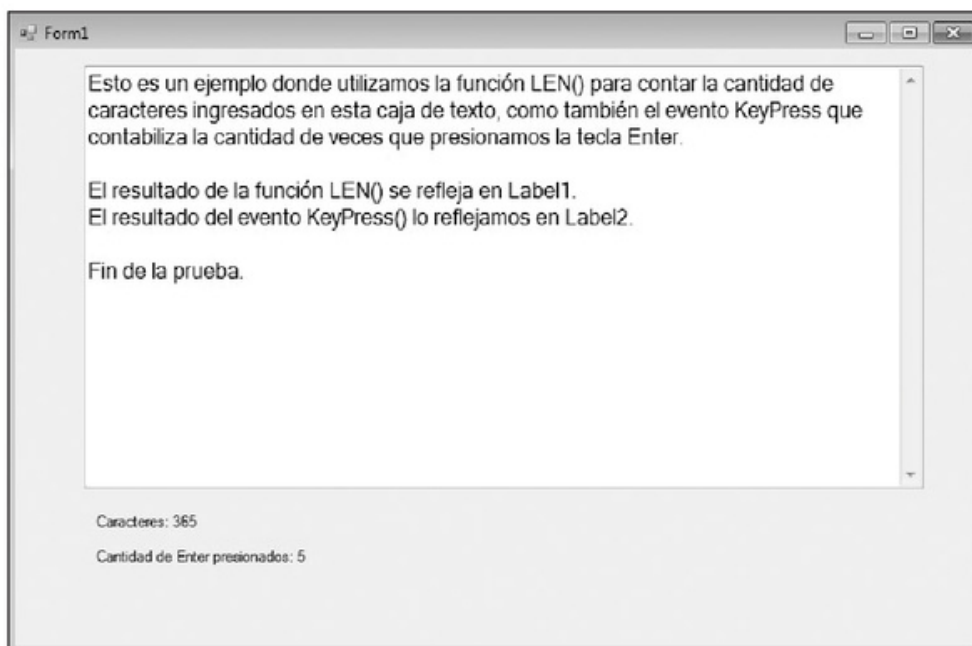 Form1
Esto es un ejemplo donde utilizamos la función LEN() para contar la cantidad de
caracteres ingresados en esta caja de texto, como también el evento KeyPress que
contabiliza la cantidad de veces que presionamos la tecla Enter.
El resultado de la función LEN() se refleja en Label1.
El resultado del evento KeyPress() lo reflejamos en Label2.
Fin de la prueba.
Caracteres: 365
Cantidad de Enter presionados: 5